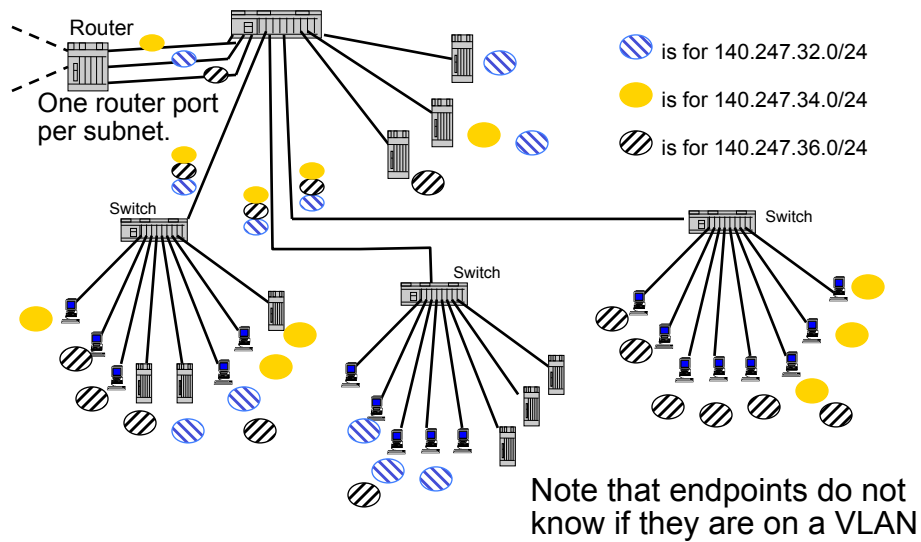 Router
One router port
per subnet.
is for 140.247.32.0/24
is for 140.247.34.0/24
is for 140.247.36.0/24
Switch
Switch
Switch
Note that endpoints do not
know if they are on a VLAN